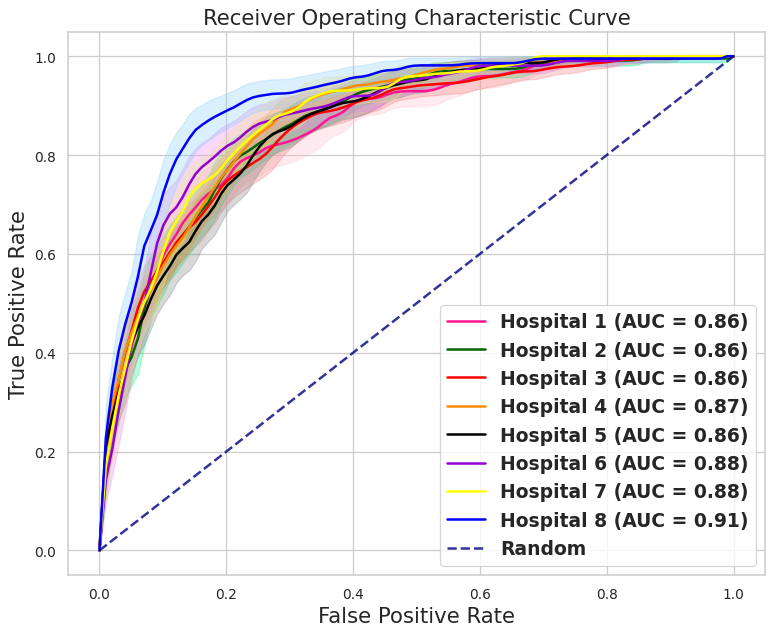 Receiver Operating Characteristic Curve
True Positive Rate
1.0
0.8
0.6
0.4
0.2
0.0
Hospital 1 (AUC = 0.86)
Hospital 2 (AUC = 0.86)
Hospital 3 (AUC = 0.86)
Hospital 4 (AUC = 0.87)
Hospital 5 (AUC = 0.86)
Hospital 6 (AUC = 0.88)
Hospital 7 (AUC = 0.88)
Hospital 8 (AUC = 0.91)
Random
0.0 0.2 0.4 0.6 0.8 1.0
False Positive Rate